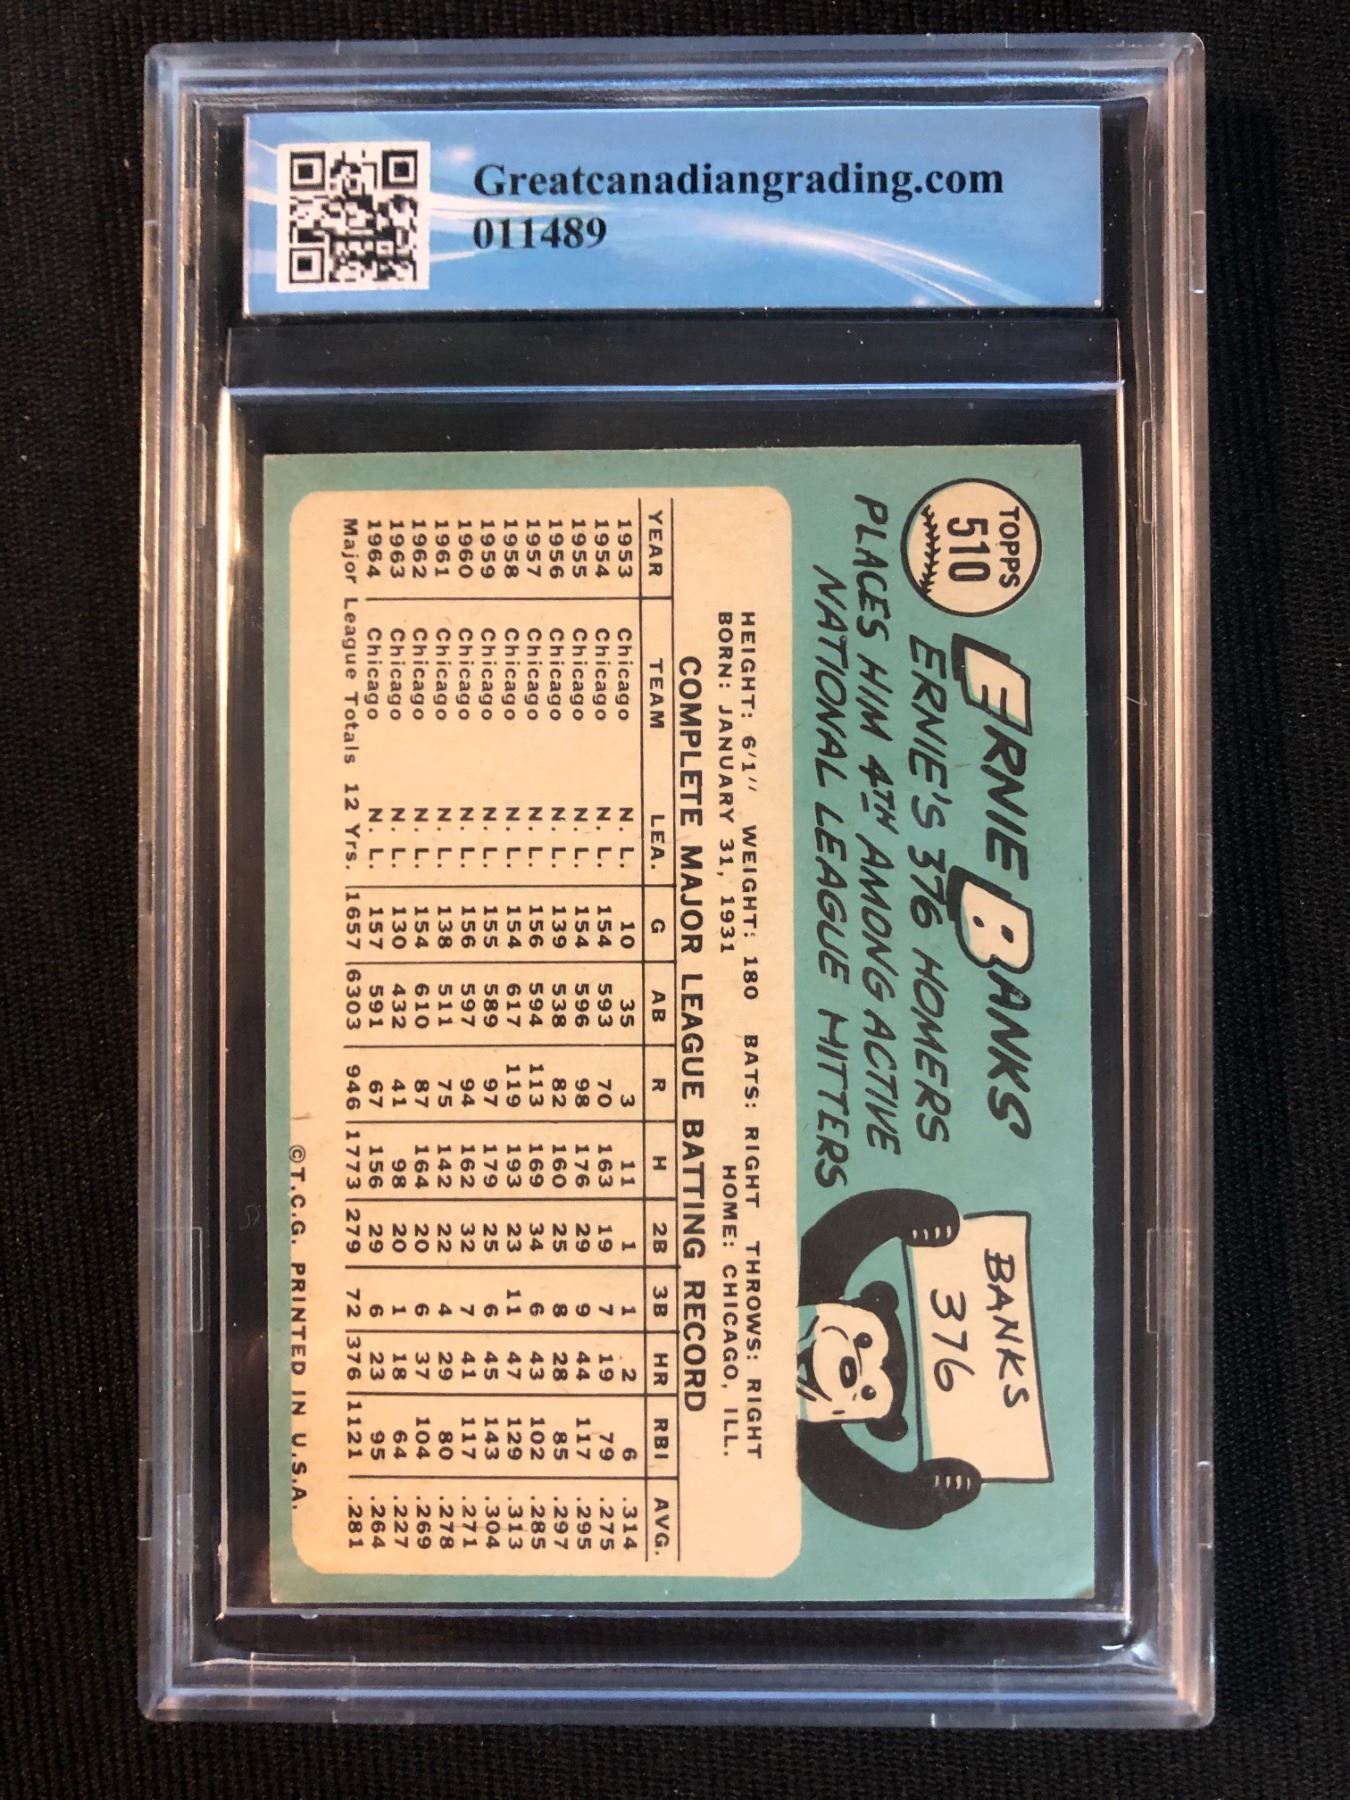 Greatcanadiangrading.com
011489
TOPPS
510
ERNIE BANKS
ERNIE'S 376 HOMERS
PLACES HIM 4TH AMONG ACTIVE
NATIONAL LEAGUE HITTERS
BANKS
376
HEIGHT: 6'1" WEIGHT: 180 BATS: RIGHT THROWS: RIGHT
BORN: JANUARY 31, 1931 HOME: CHICAGO, ILL.
COMPLETE MAJOR LEAGUE BATTING RECORD
YEAR TEAM LEA. G AB R H 2B 3B HR RBI AVG.
1953 Chicago N. L. 10 35 3 11 1 1 2 6 .314
1954 Chicago N. L. 154 593 70 163 19 7 19 79 .275
1955 Chicago N. L. 154 596 98 176 29 9 44 117 .295
1956 Chicago N. L. 139 538 82 160 25 8 28 85 .297
1957 Chicago N. L. 156 594 113 169 34 6 43 102 .285
1958 Chicago N. L. 154 617 119 193 23 11 47 129 .313
1959 Chicago N. L. 155 589 97 179 25 6 45 143 .304
1960 Chicago N. L. 156 597 94 162 32 7 41 117 .271
1961 Chicago N. L. 138 511 75 142 22 4 29 80 .278
1962 Chicago N. L. 154 610 87 164 20 6 37 104 .269
1963 Chicago N. L. 130 432 41 98 20 1 18 64 .227
1964 Chicago N. L. 157 591 67 156 29 6 23 95 .264
Major League Totals 12 Yrs. 1657 6303 946 1773 279 72 376 1121 .281
©T.C.G. PRINTED IN U.S.A.